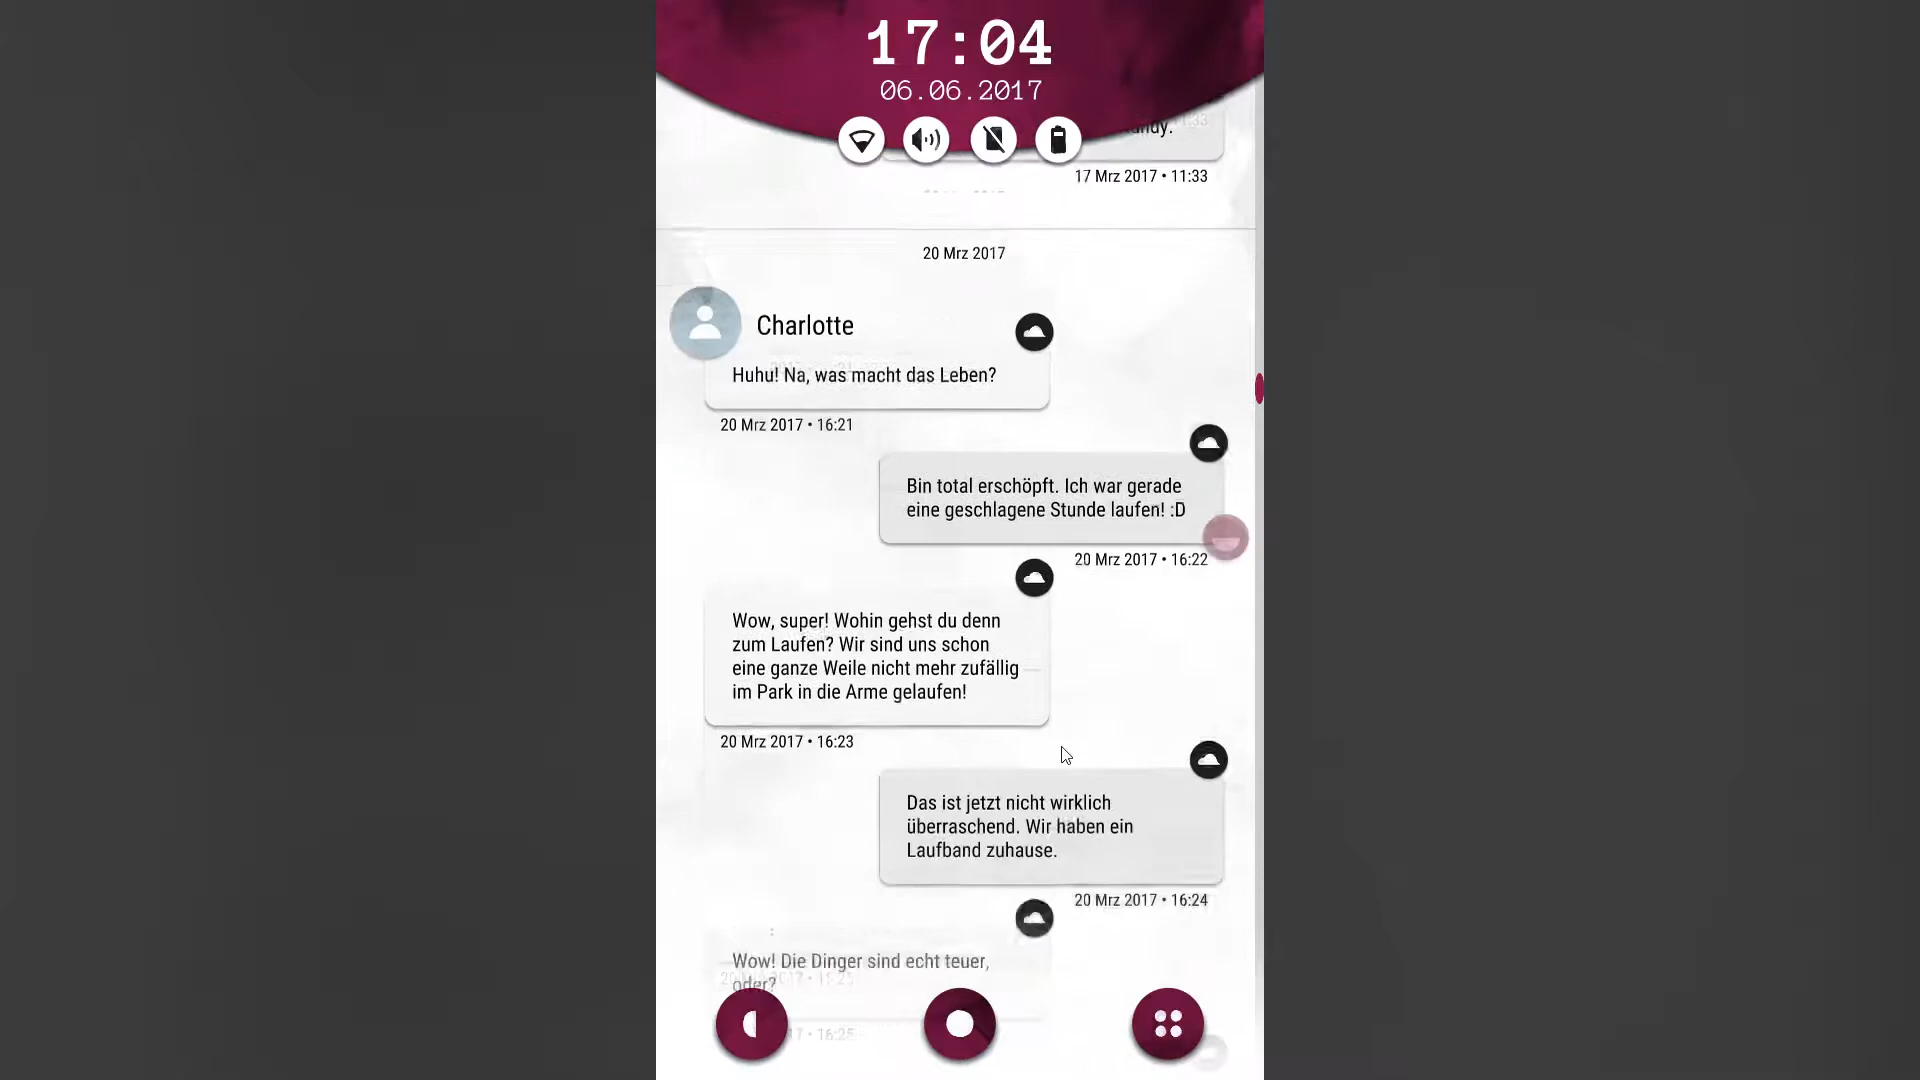 17:04
06.06.2017
17 Mrz 2017 • 11:33
20 Mrz 2017
Charlotte
Huhu! Na, was macht das Leben?
20 Mrz 2017 • 16:21
Bin total erschöpft. Ich war gerade
eine geschlagene Stunde laufen! :D
20 Mrz 2017 • 16:22
Wow, super! Wohin gehst du denn
zum Laufen? Wir sind uns schon
eine ganze Weile nicht mehr zufällig
im Park in die Arme gelaufen!
20 Mrz 2017 • 16:23
Das ist jetzt nicht wirklich
überraschend. Wir haben ein
Laufband zuhause.
20 Mrz 2017 • 16:24
Wow! Die Dinger sind echt teuer,
oder?